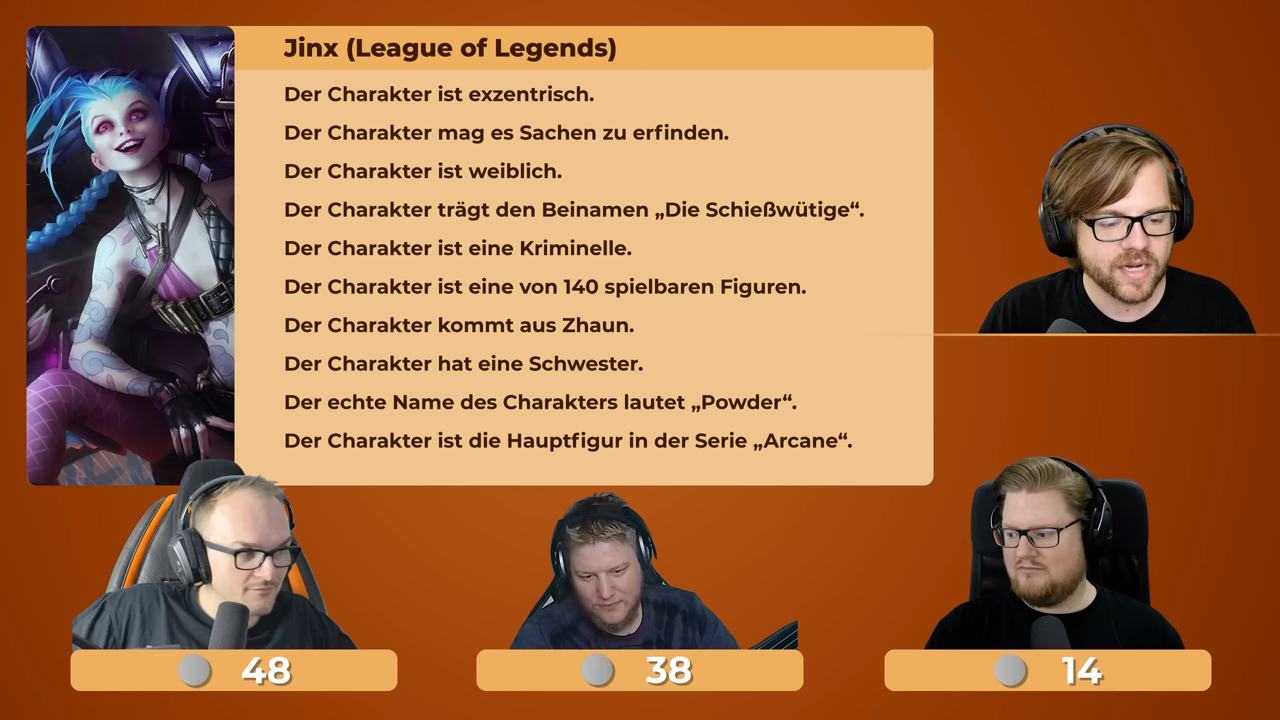 Jinx (League of Legends)
Der Charakter ist exzentrisch.
Der Charakter mag es Sachen zu erfinden.
Der Charakter ist weiblich.
Der Charakter trägt den Beinamen „Die Schießwütige“.
Der Charakter ist eine Kriminelle.
Der Charakter ist eine von 140 spielbaren Figuren.
Der Charakter kommt aus Zhaun.
Der Charakter hat eine Schwester.
Der echte Name des Charakters lautet „Powder“.
Der Charakter ist die Hauptfigur in der Serie „Arcane“.
48
38
14